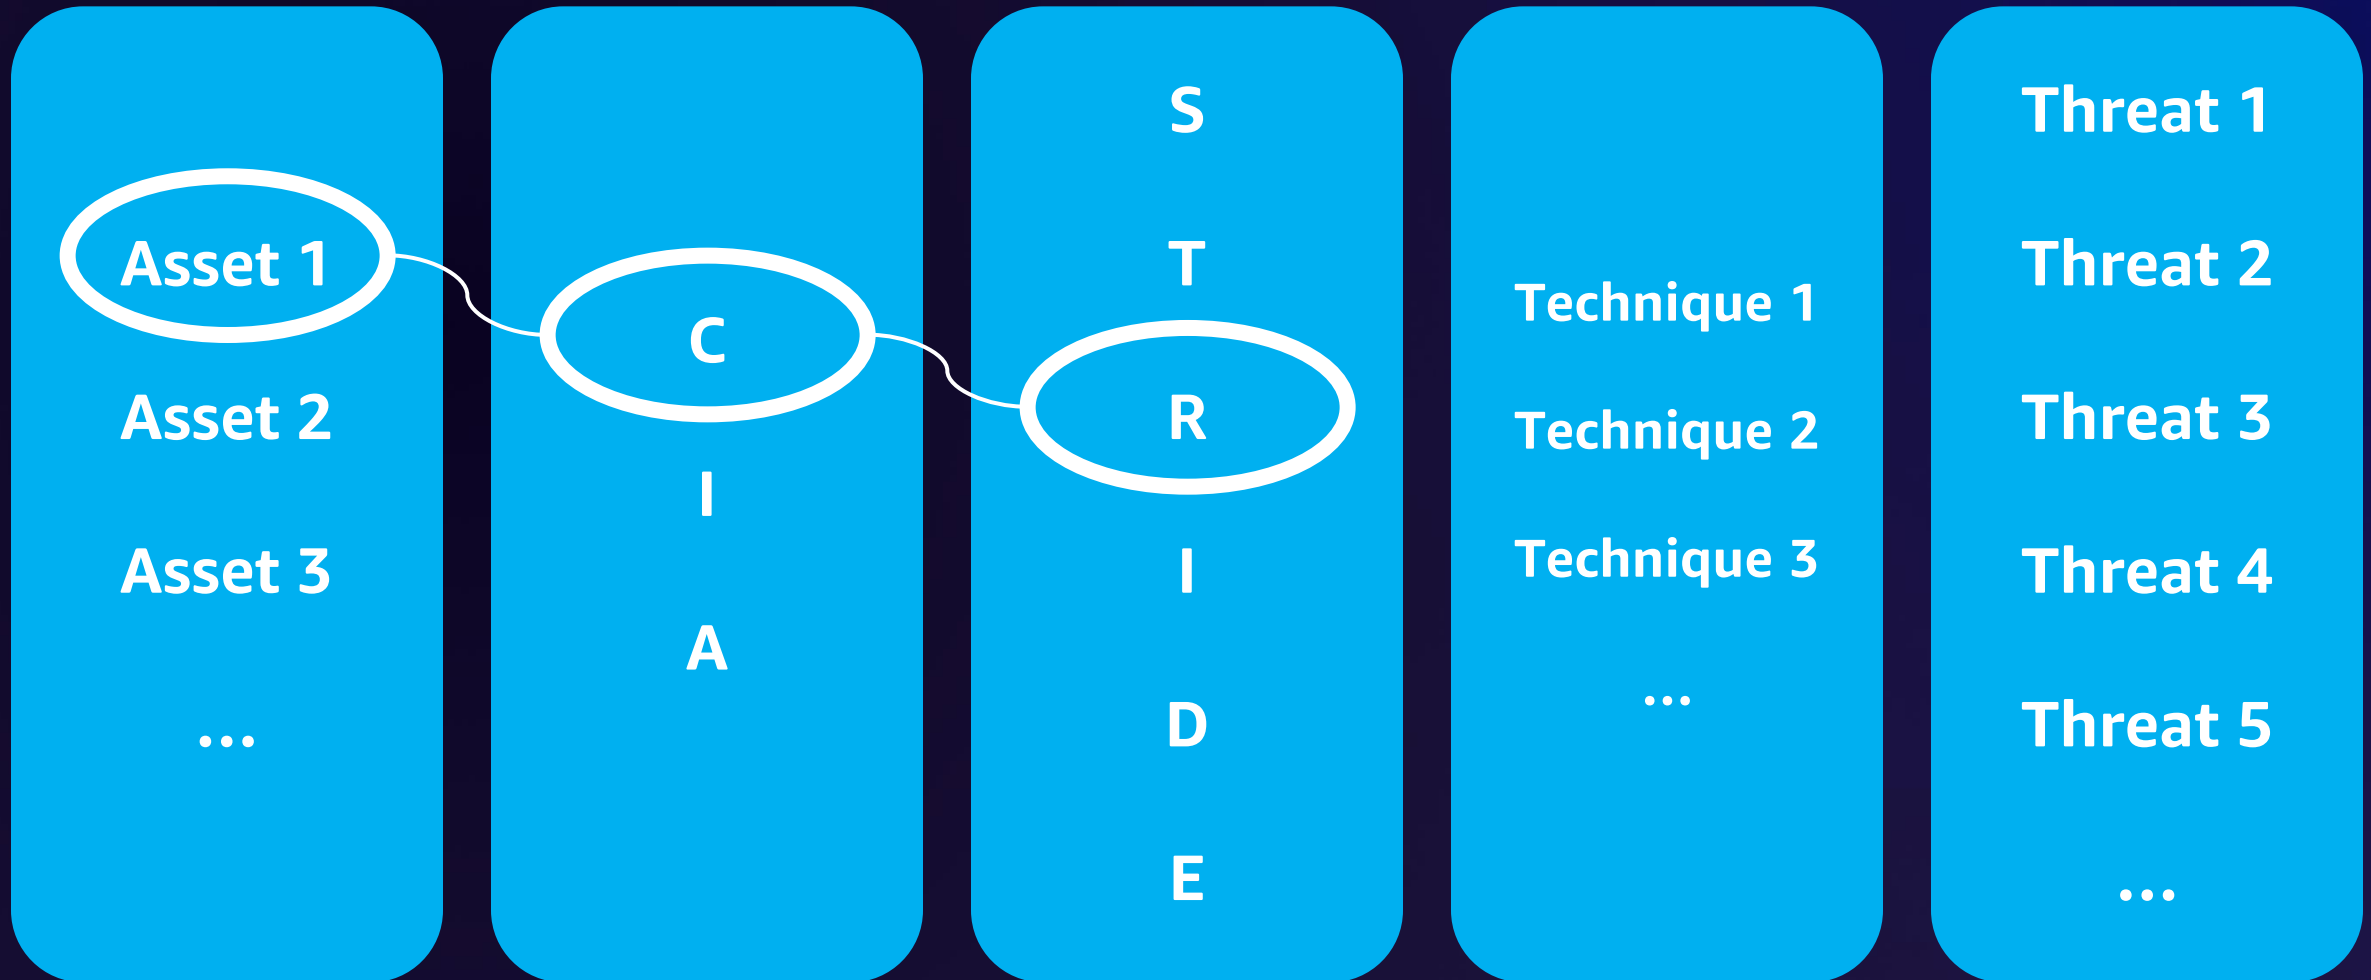 Asset 1
Asset 2
Asset 3
...
C
I
A
S
T
R
I
D
E
Technique 1
Technique 2
Technique 3
...
Threat 1
Threat 2
Threat 3
Threat 4
Threat 5
...